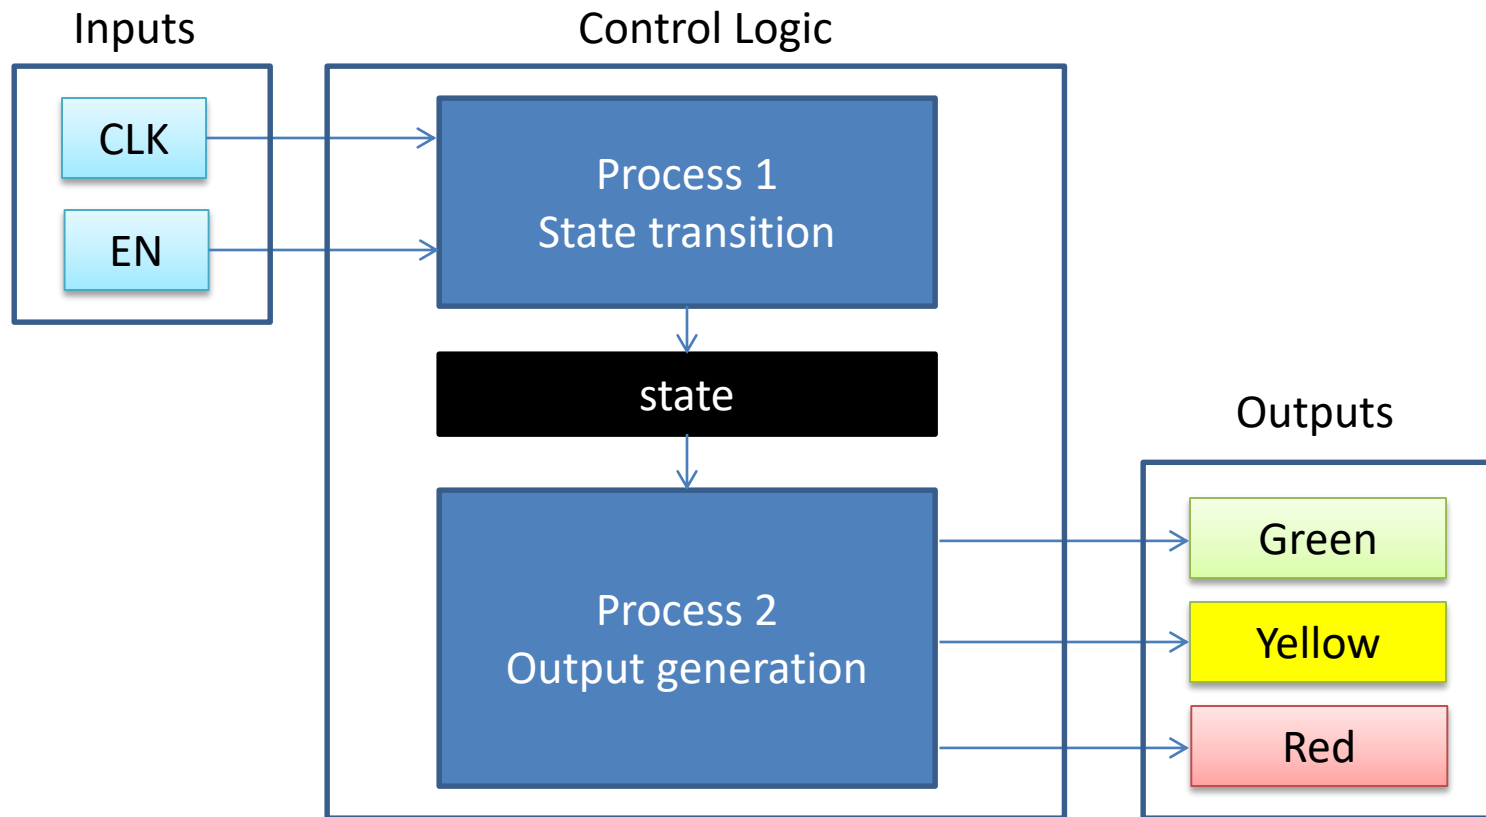 Inputs
Control Logic
CLK
EN
Process 1
State transition
state
Process 2
Output generation
Outputs
Green
Yellow
Red